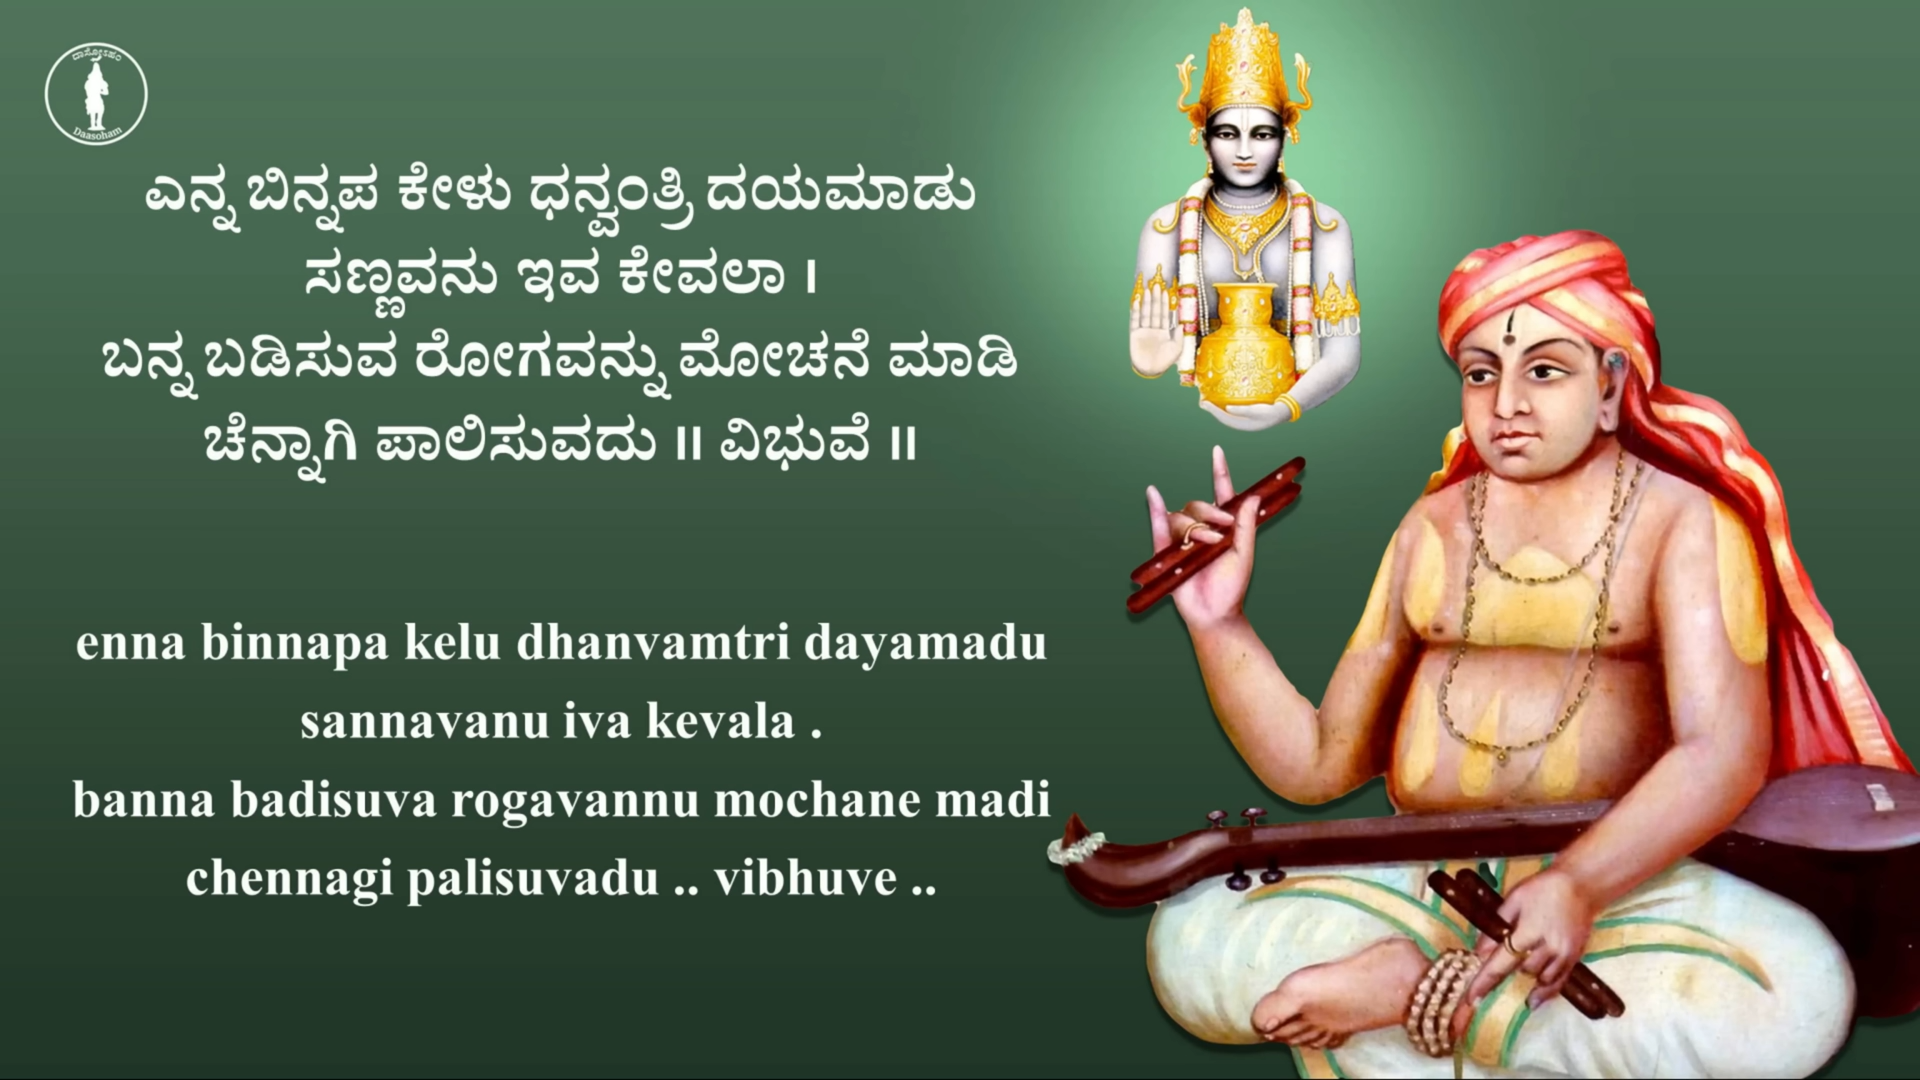 ದಾಸೋಹಂ
Daasoham
ಎನ್ನ ಬಿನ್ನಪ ಕೇಳು ಧನ್ವಂತ್ರಿ ದಯಮಾಡು
ಸಣ್ಣವನು ಇವ ಕೇವಲಾ ।
ಬನ್ನ ಬಡಿಸುವ ರೋಗವನ್ನು ಮೋಚನೆ ಮಾಡಿ
ಚೆನ್ನಾಗಿ ಪಾಲಿಸುವದು ॥ ವಿಭುವೆ ॥
enna binnapa kelu dhanvamtri dayamadu
sannavanu iva kevala .
banna badisuva rogavannu mochane madi
chennagi palisuvadu .. vibhuve ..